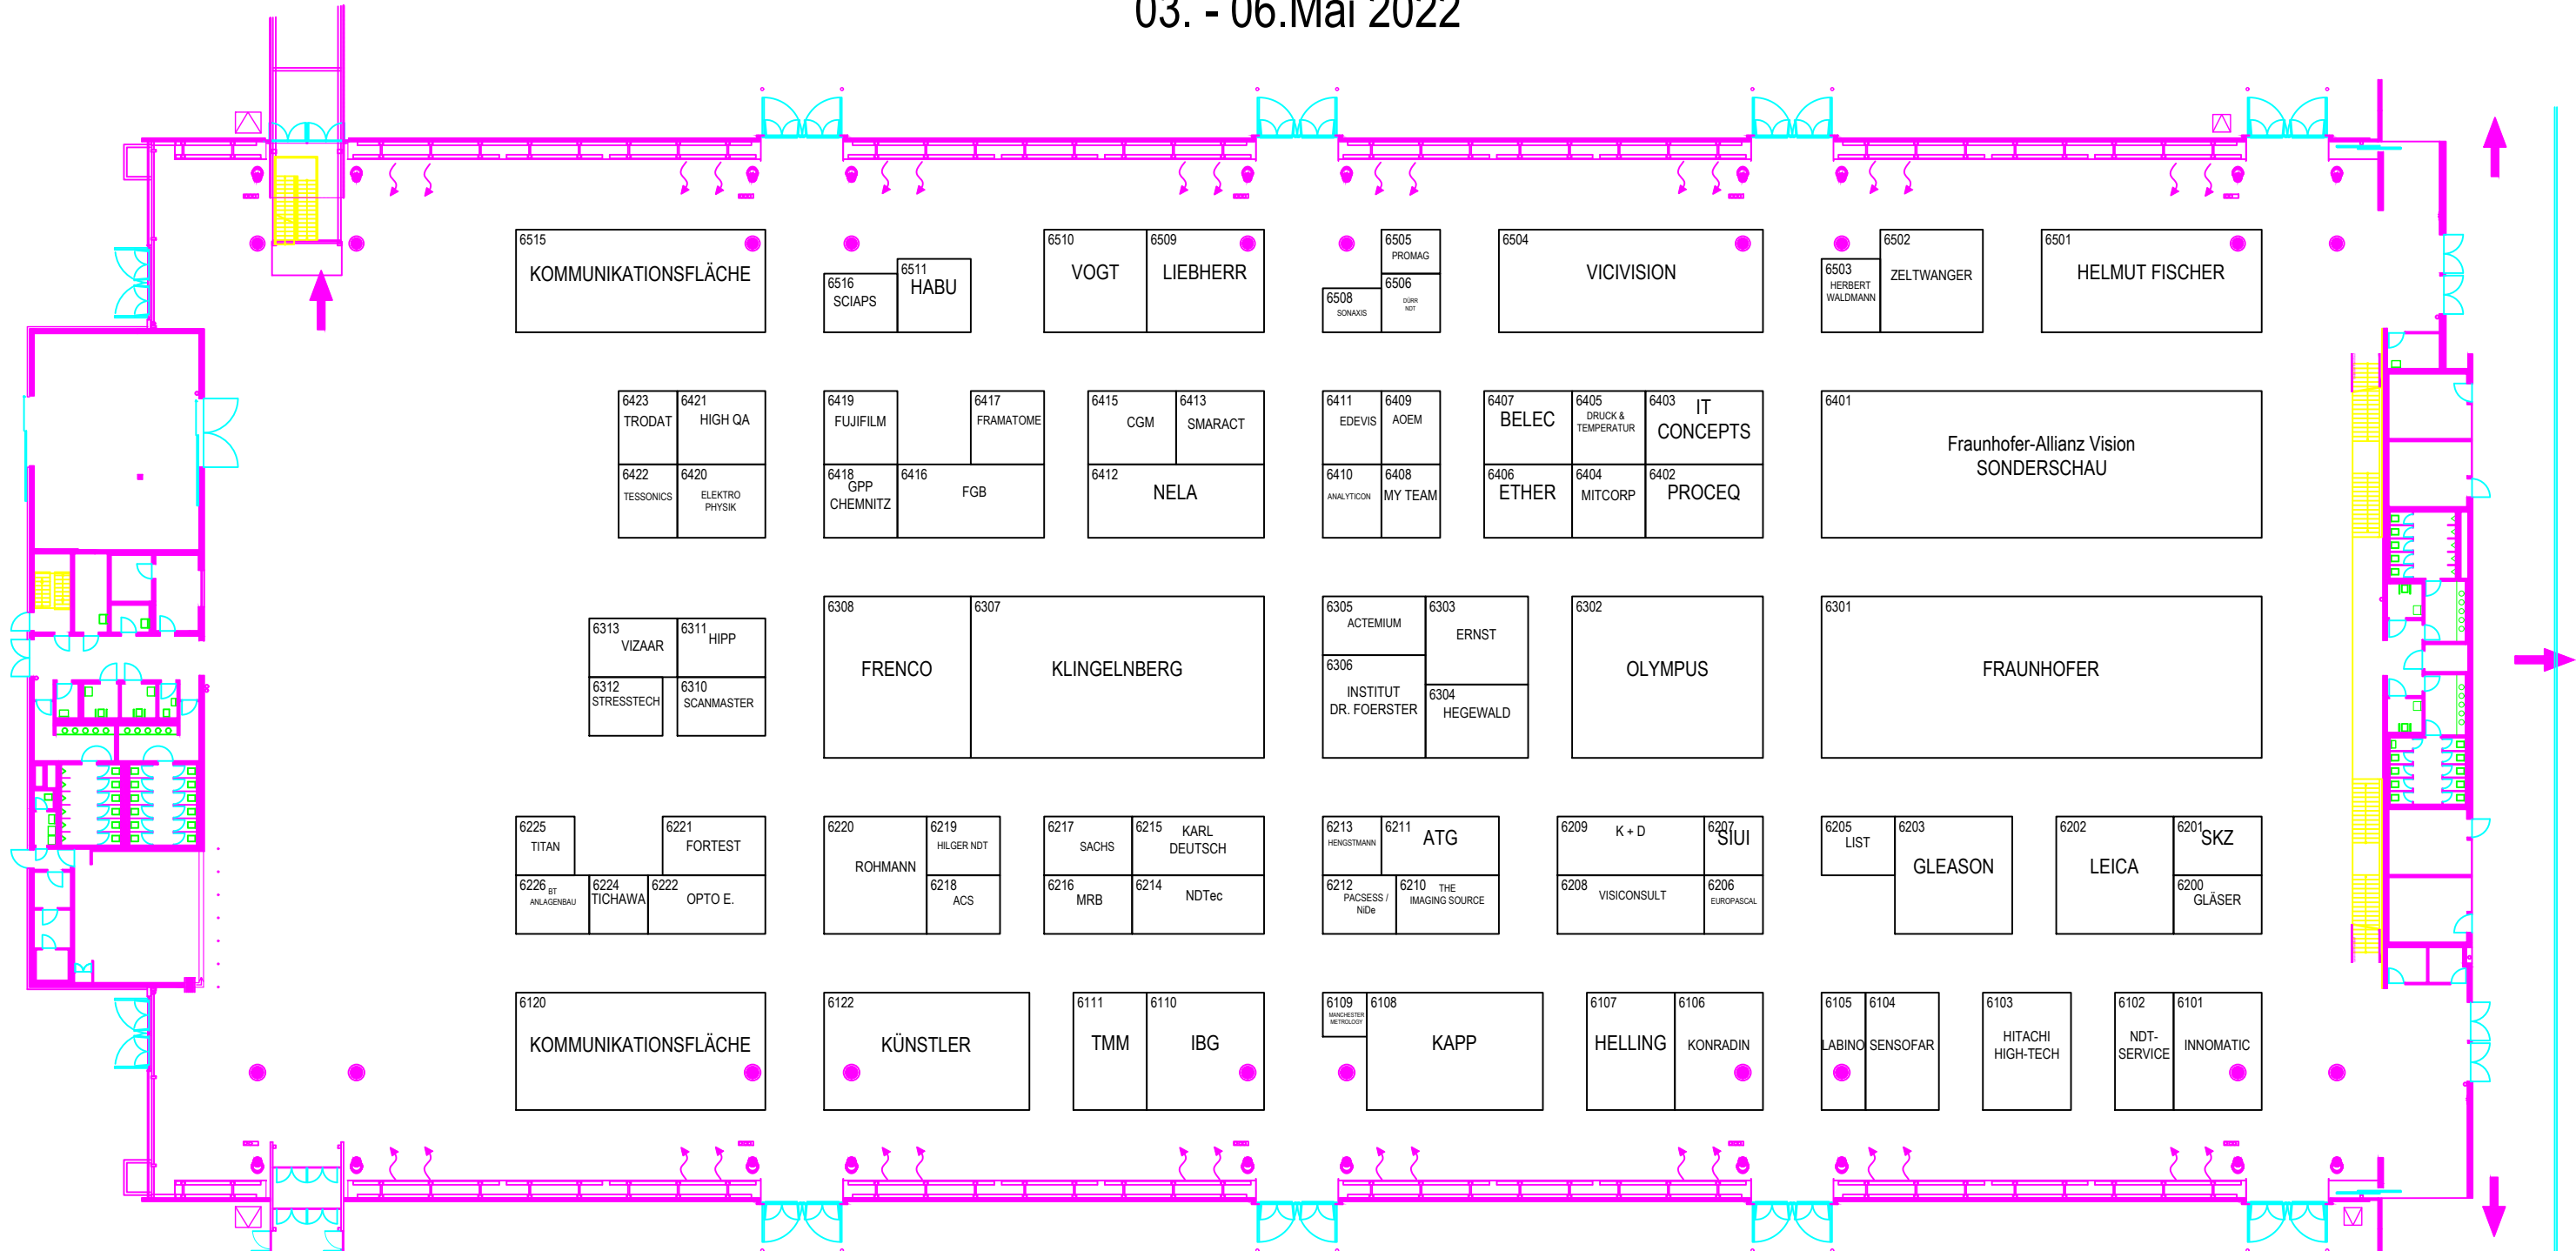 03. - 06.Mai 2022
6515
KOMMUNIKATIONSFLÄCHE
6516
SCIAPS
6511
HABU
6510
VOGT
6509
LIEBHERR
6508
SONAXIS
6505
PROMAG
6506
DÜRR
NDT
6504
VICIVISION
6503
HERBERT
WALDMANN
6502
ZELTWANGER
6501
HELMUT FISCHER
6423
TRODAT
6421
HIGH QA
6422
TESSONICS
6420
ELEKTRO
PHYSIK
6419
FUJIFILM
6417
FRAMATOME
6418
GPP
CHEMNITZ
6416
FGB
6415
CGM
6413
SMARACT
6412
NELA
6411
EDEVIS
6409
AOEM
6410
ANALYTICON
6408
MY TEAM
6407
BELEC
6405
DRUCK &
TEMPERATUR
6403
IT
CONCEPTS
6406
ETHER
6404
MITCORP
6402
PROCEQ
6401
Fraunhofer-Allianz Vision
SONDERSCHAU
6313
VIZAAR
6311
HIPP
6312
STRESSTECH
6310
SCANMASTER
6308
FRENCO
6307
KLINGELNBERG
6305
ACTEMIUM
6303
ERNST
6306
INSTITUT
DR. FOERSTER
6304
HEGEWALD
6302
OLYMPUS
6301
FRAUNHOFER
6225
TITAN
6221
FORTEST
6226
BT
ANLAGENBAU
6224
TICHAWA
6222
OPTO E.
6220
ROHMANN
6219
HILGER NDT
6218
ACS
6217
SACHS
6215
KARL
DEUTSCH
6216
MRB
6214
NDTec
6213
HENGSTMANN
6211
ATG
6212
PACSESS /
NiDe
6210
THE
IMAGING SOURCE
6209
K + D
6207
SIUI
6208
VISICONSULT
6206
EUROPASCAL
6205
LIST
6203
GLEASON
6202
LEICA
6201
SKZ
6200
GLÄSER
6120
KOMMUNIKATIONSFLÄCHE
6122
KÜNSTLER
6111
TMM
6110
IBG
6109
MANCHESTER
METROLOGY
6108
KAPP
6107
HELLING
6106
KONRADIN
6105
LABINO
6104
SENSOFAR
6103
HITACHI
HIGH-TECH
6102
NDT-
SERVICE
6101
INNOMATIC